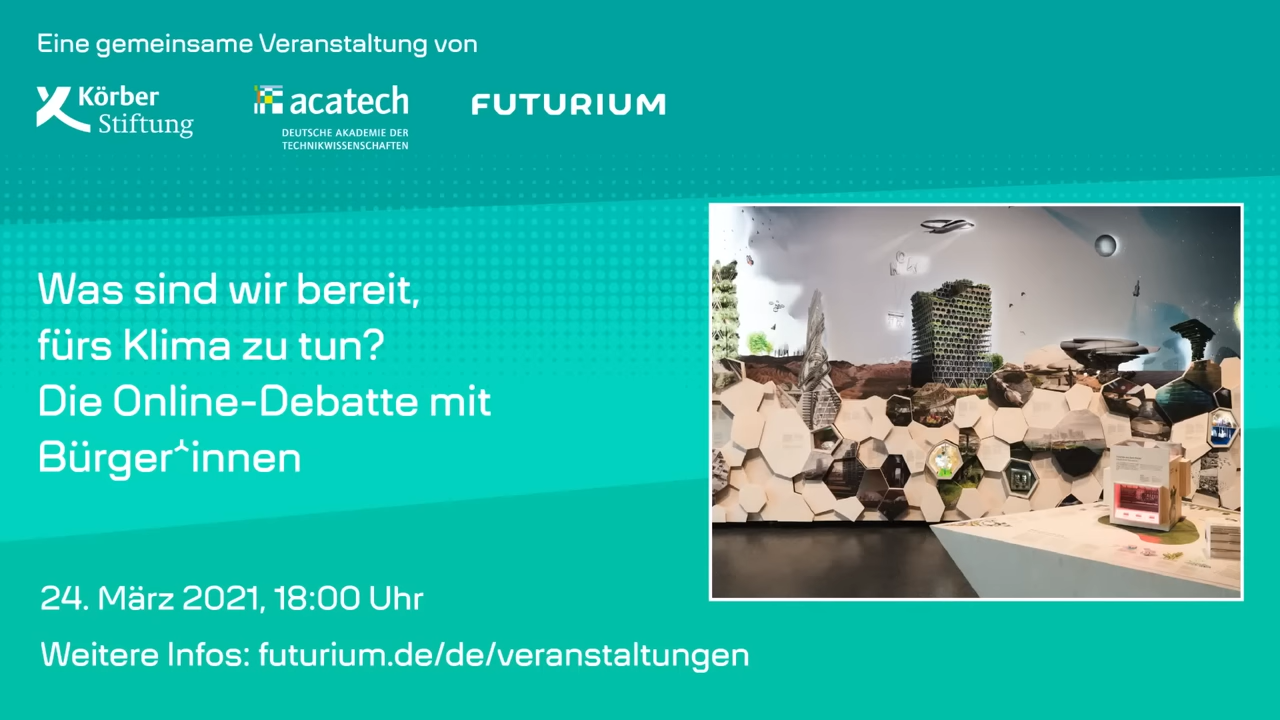 Eine gemeinsame Veranstaltung von
Körber
Stiftung
acatech
DEUTSCHE AKADEMIE DER
TECHNIKWISSENSCHAFTEN
FUTURIUM
Was sind wir bereit,
fürs Klima zu tun?
Die Online-Debatte mit
Bürger*innen
24. März 2021, 18:00 Uhr
Weitere Infos: futurium.de/de/veranstaltungen